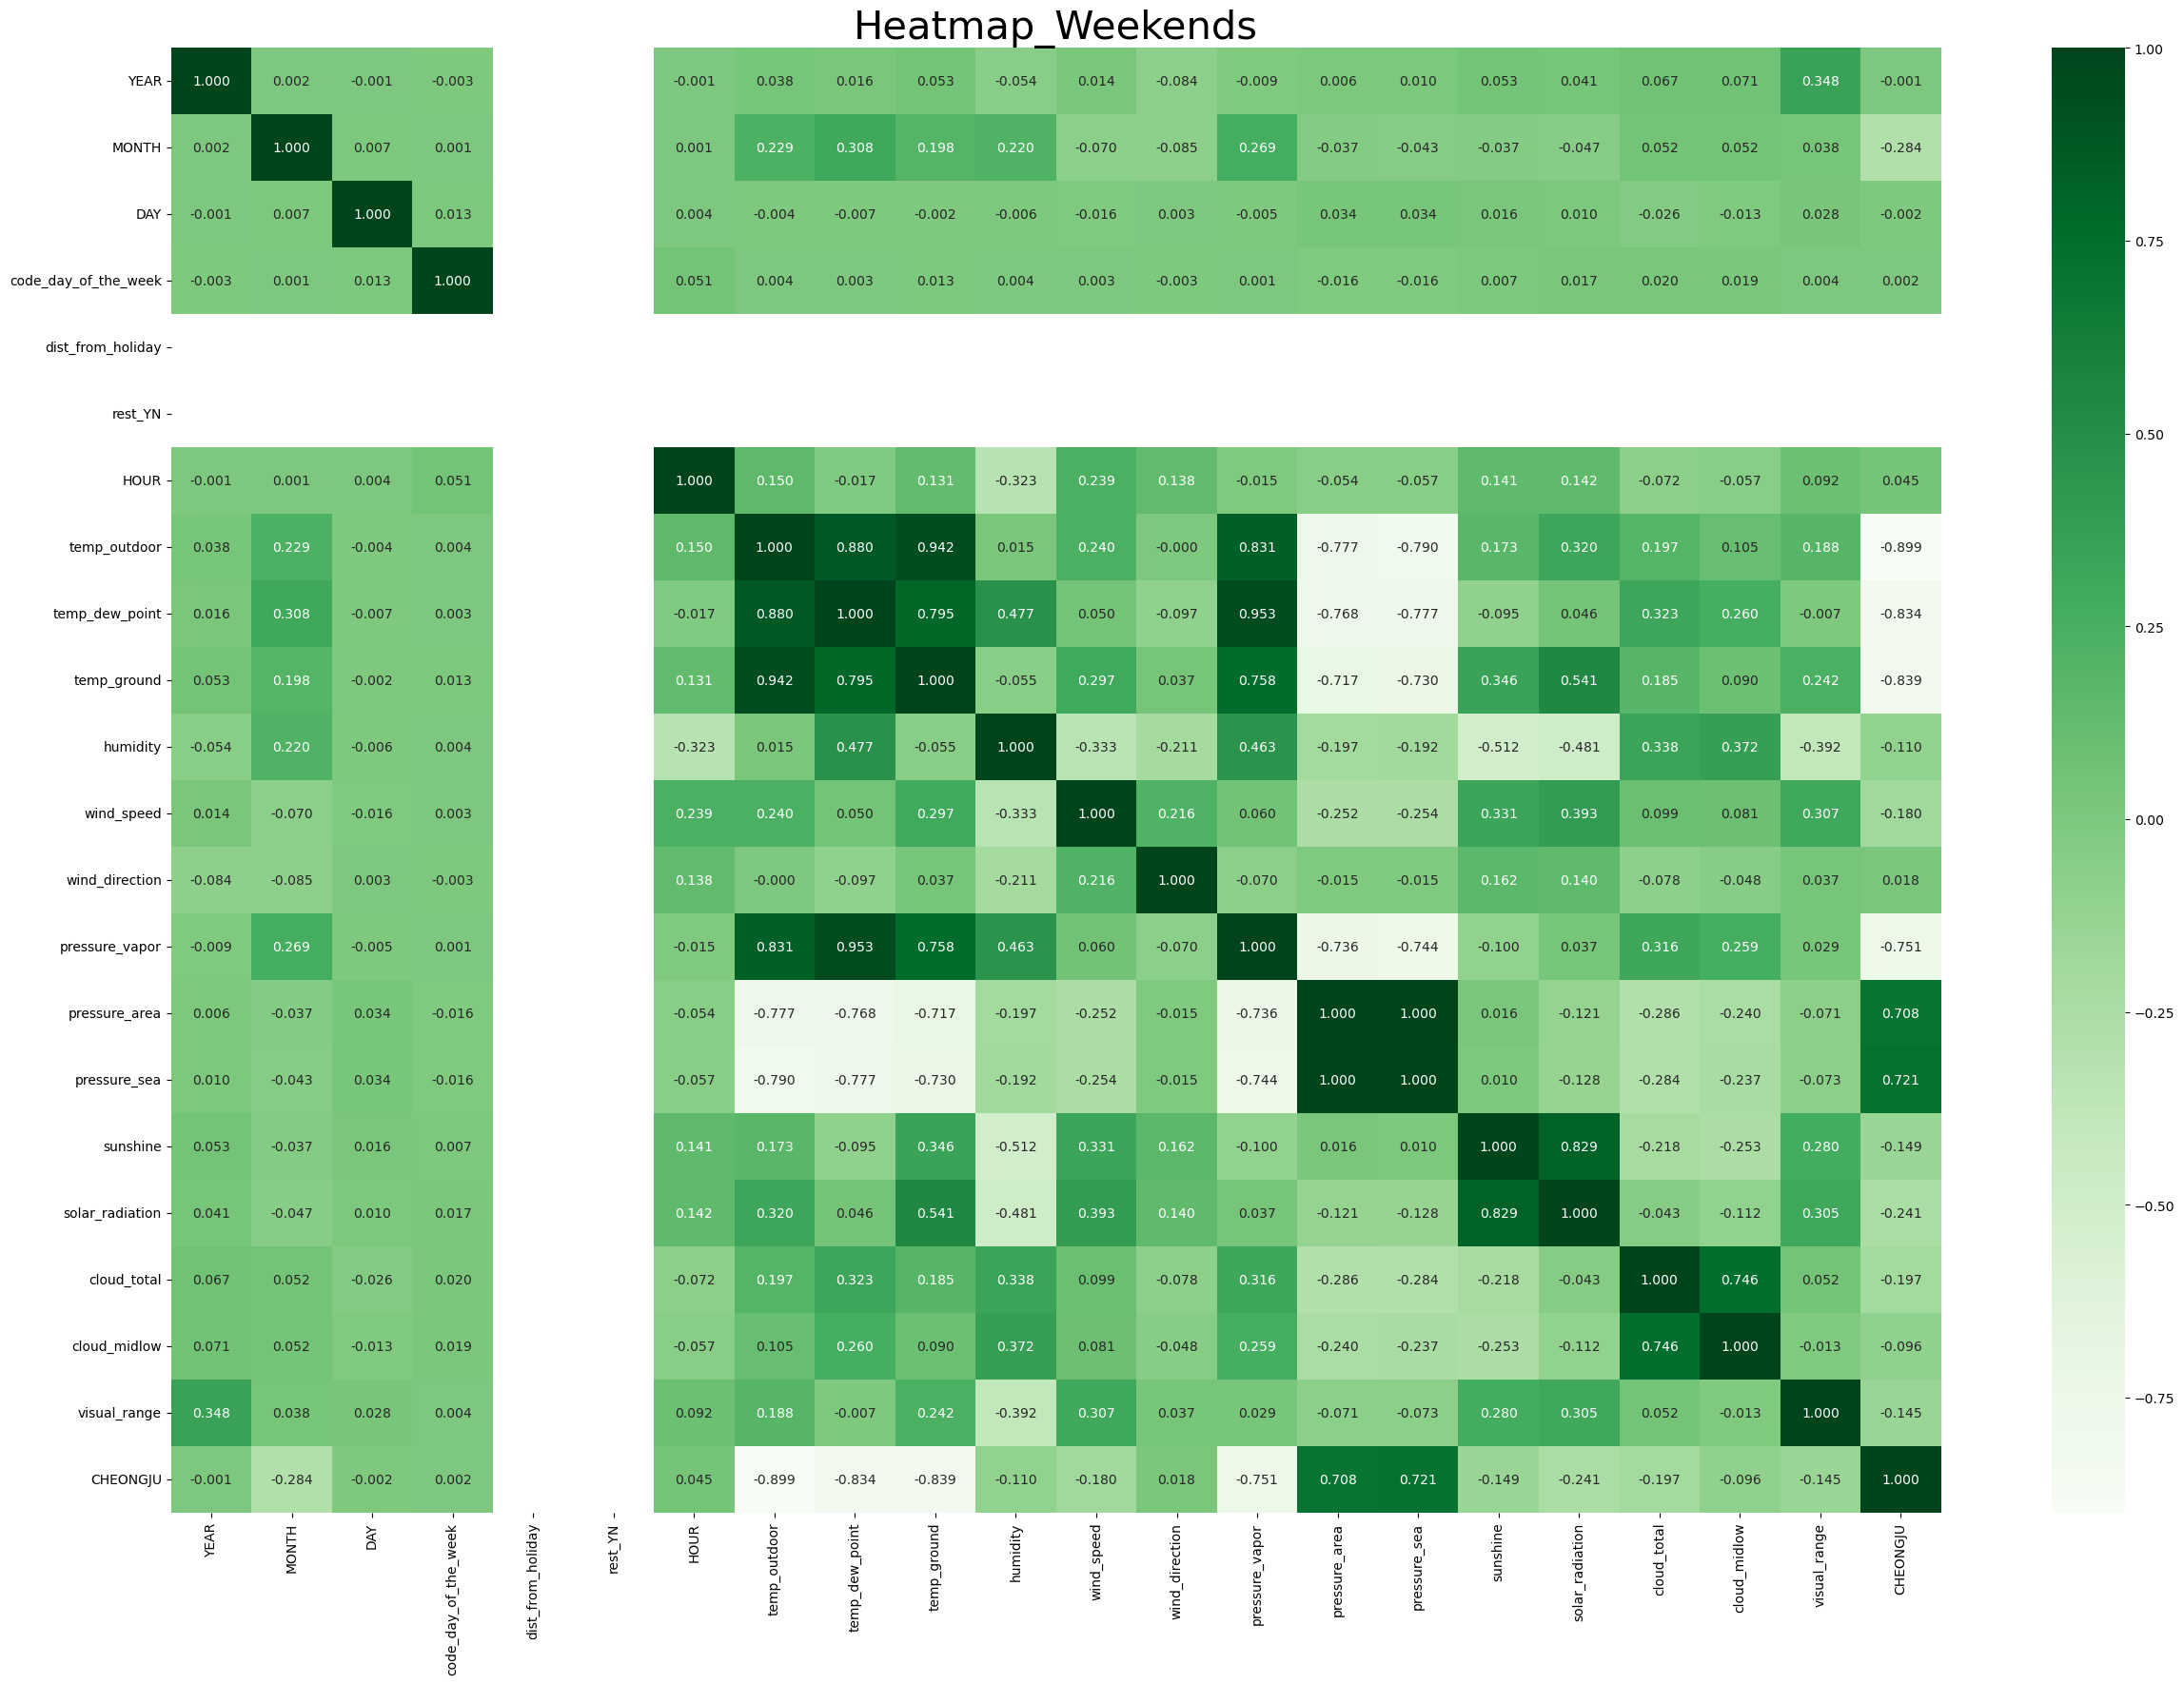 Heatmap_Weekends
YEAR 1.000 0.002 -0.001 -0.003 -0.001 0.038 0.016 0.053 -0.054 0.014 -0.084 -0.009 0.006 0.010 0.053 0.041 0.067 0.071 0.348 -0.001
MONTH 0.002 1.000 0.007 0.001 0.001 0.229 0.308 0.198 0.220 -0.070 -0.085 0.269 -0.037 -0.043 -0.037 -0.047 0.052 0.052 0.038 -0.284
DAY -0.001 0.007 1.000 0.013 0.004 -0.004 -0.007 -0.002 -0.006 -0.016 0.003 -0.005 0.034 0.034 0.016 0.010 -0.026 -0.013 0.028 -0.002
code_day_of_the_week -0.003 0.001 0.013 1.000 0.051 0.004 0.003 0.013 0.004 0.003 -0.003 0.001 -0.016 -0.016 0.007 0.017 0.020 0.019 0.004 0.002
dist_from_holiday
rest_YN
HOUR -0.001 0.001 0.004 0.051 1.000 0.150 -0.017 0.131 -0.323 0.239 0.138 -0.015 -0.054 -0.057 0.141 0.142 -0.072 -0.057 0.092 0.045
temp_outdoor 0.038 0.229 -0.004 0.004 0.150 1.000 0.880 0.942 0.015 0.240 -0.000 0.831 -0.777 -0.790 0.173 0.320 0.197 0.105 0.188 -0.899
temp_dew_point 0.016 0.308 -0.007 0.003 -0.017 0.880 1.000 0.795 0.477 0.050 -0.097 0.953 -0.768 -0.777 -0.095 0.046 0.323 0.260 -0.007 -0.834
temp_ground 0.053 0.198 -0.002 0.013 0.131 0.942 0.795 1.000 -0.055 0.297 0.037 0.758 -0.717 -0.730 0.346 0.541 0.185 0.090 0.242 -0.839
humidity -0.054 0.220 -0.006 0.004 -0.323 0.015 0.477 -0.055 1.000 -0.333 -0.211 0.463 -0.197 -0.192 -0.512 -0.481 0.338 0.372 -0.392 -0.110
wind_speed 0.014 -0.070 -0.016 0.003 0.239 0.240 0.050 0.297 -0.333 1.000 0.216 0.060 -0.252 -0.254 0.331 0.393 0.099 0.081 0.307 -0.180
wind_direction -0.084 -0.085 0.003 -0.003 0.138 -0.000 -0.097 0.037 -0.211 0.216 1.000 -0.070 -0.015 -0.015 0.162 0.140 -0.078 -0.048 0.037 0.018
pressure_vapor -0.009 0.269 -0.005 0.001 -0.015 0.831 0.953 0.758 0.463 0.060 -0.070 1.000 -0.736 -0.744 -0.100 0.037 0.316 0.259 0.029 -0.751
pressure_area 0.006 -0.037 0.034 -0.016 -0.054 -0.777 -0.768 -0.717 -0.197 -0.252 -0.015 -0.736 1.000 1.000 0.016 -0.121 -0.286 -0.240 -0.071 0.708
pressure_sea 0.010 -0.043 0.034 -0.016 -0.057 -0.790 -0.777 -0.730 -0.192 -0.254 -0.015 -0.744 1.000 1.000 0.010 -0.128 -0.284 -0.237 -0.073 0.721
sunshine 0.053 -0.037 0.016 0.007 0.141 0.173 -0.095 0.346 -0.512 0.331 0.162 -0.100 0.016 0.010 1.000 0.829 -0.218 -0.253 0.280 -0.149
solar_radiation 0.041 -0.047 0.010 0.017 0.142 0.320 0.046 0.541 -0.481 0.393 0.140 0.037 -0.121 -0.128 0.829 1.000 -0.043 -0.112 0.305 -0.241
cloud_total 0.067 0.052 -0.026 0.020 -0.072 0.197 0.323 0.185 0.338 0.099 -0.078 0.316 -0.286 -0.284 -0.218 -0.043 1.000 0.746 0.052 -0.197
cloud_midlow 0.071 0.052 -0.013 0.019 -0.057 0.105 0.260 0.090 0.372 0.081 -0.048 0.259 -0.240 -0.237 -0.253 -0.112 0.746 1.000 -0.013 -0.096
visual_range 0.348 0.038 0.028 0.004 0.092 0.188 -0.007 0.242 -0.392 0.307 0.037 0.029 -0.071 -0.073 0.280 0.305 0.052 -0.013 1.000 -0.145
CHEONGJU -0.001 -0.284 -0.002 0.002 0.045 -0.899 -0.834 -0.839 -0.110 -0.180 0.018 -0.751 0.708 0.721 -0.149 -0.241 -0.197 -0.096 -0.145 1.000
YEAR
MONTH
DAY
code_day_of_the_week
dist_from_holiday
rest_YN
HOUR
temp_outdoor
temp_dew_point
temp_ground
humidity
wind_speed
wind_direction
pressure_vapor
pressure_area
pressure_sea
sunshine
solar_radiation
cloud_total
cloud_midlow
visual_range
CHEONGJU
1.00
0.75
0.50
0.25
0.00
−0.25
−0.50
−0.75